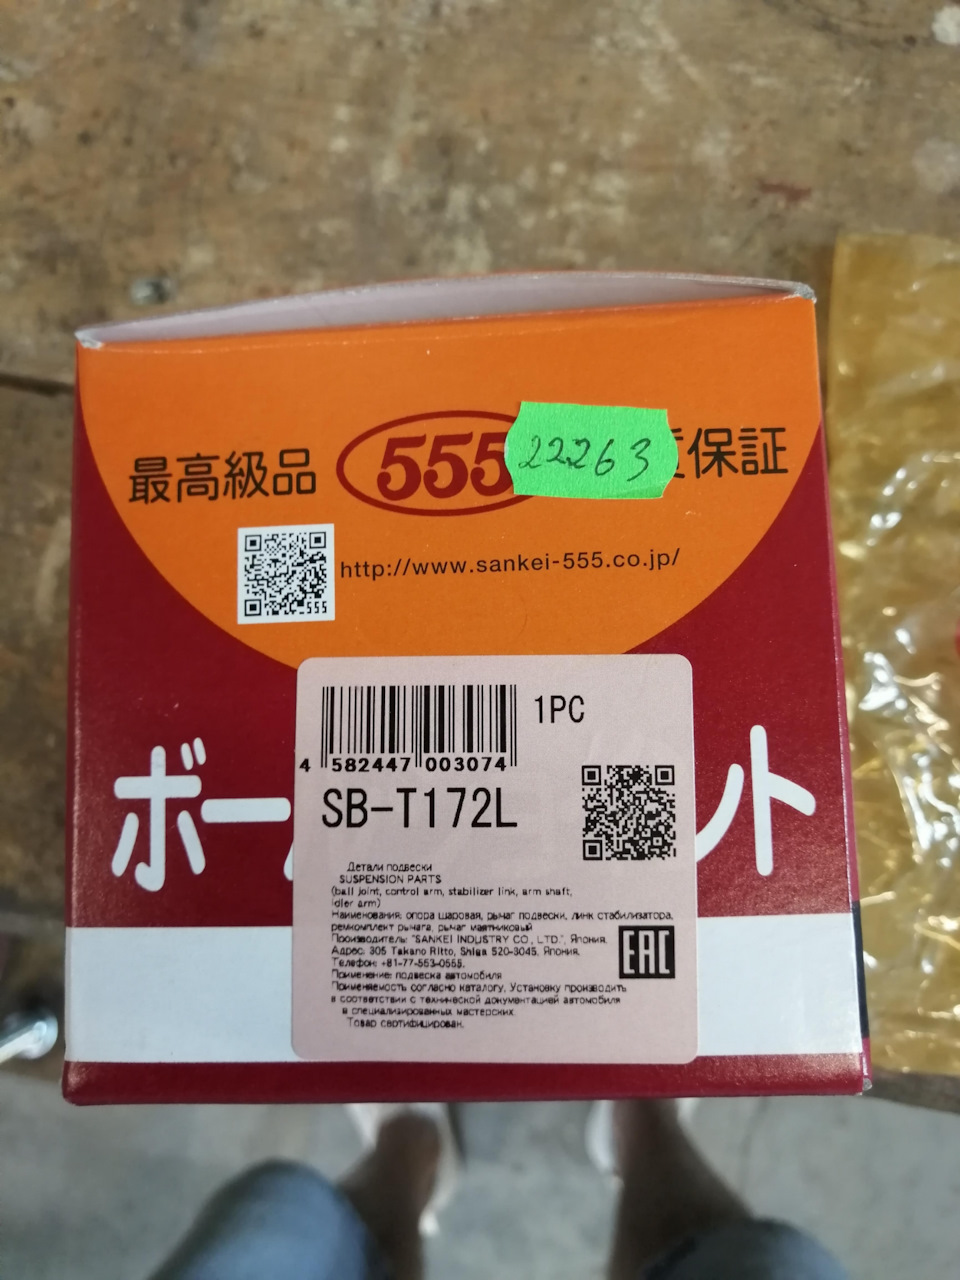 最高級品 555 22263 保証
http://www.sankei-555.co.jp/
555
1PC
4 582447 003074
SB-T172L
ボー ット
Детали подвески
SUSPENSION PARTS
(ball joint, control arm, stabilizer link, arm shaft,
idler arm)
Наименования: опора шаровая, рычаг подвески, линк стабилизатора,
ремкомплект рычага, рычаг маятниковый
Производитель: "SANKEI INDUSTRY CO., LTD.", Япония.
Адрес: 305 Takano Ritto, Shiga 520-3045, Япония.
Телефон: +81-77-553-0555.
Применение: подвеска автомобиля
Применяемость согласно каталогу. Установку производить
в соответствии с технической документацией автомобиля
в специализированных мастерских.
Товар сертифицирован.
EAC